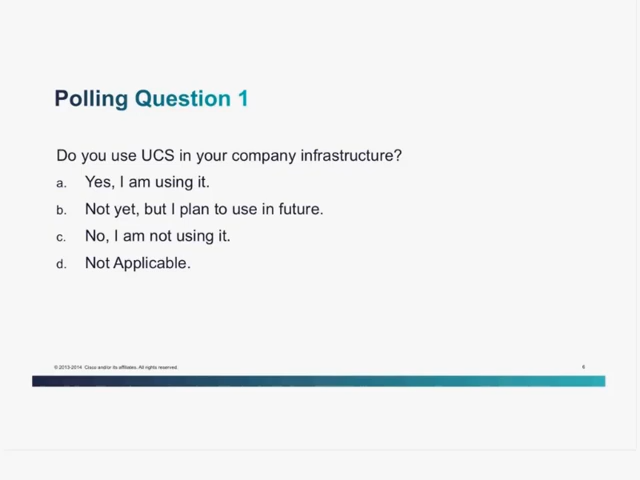 Polling Question 1
Do you use UCS in your company infrastructure?
a. Yes, I am using it.
b. Not yet, but I plan to use in future.
c. No, I am not using it.
d. Not Applicable.
© 2013-2014 Cisco and/or its affiliates. All rights reserved.
6